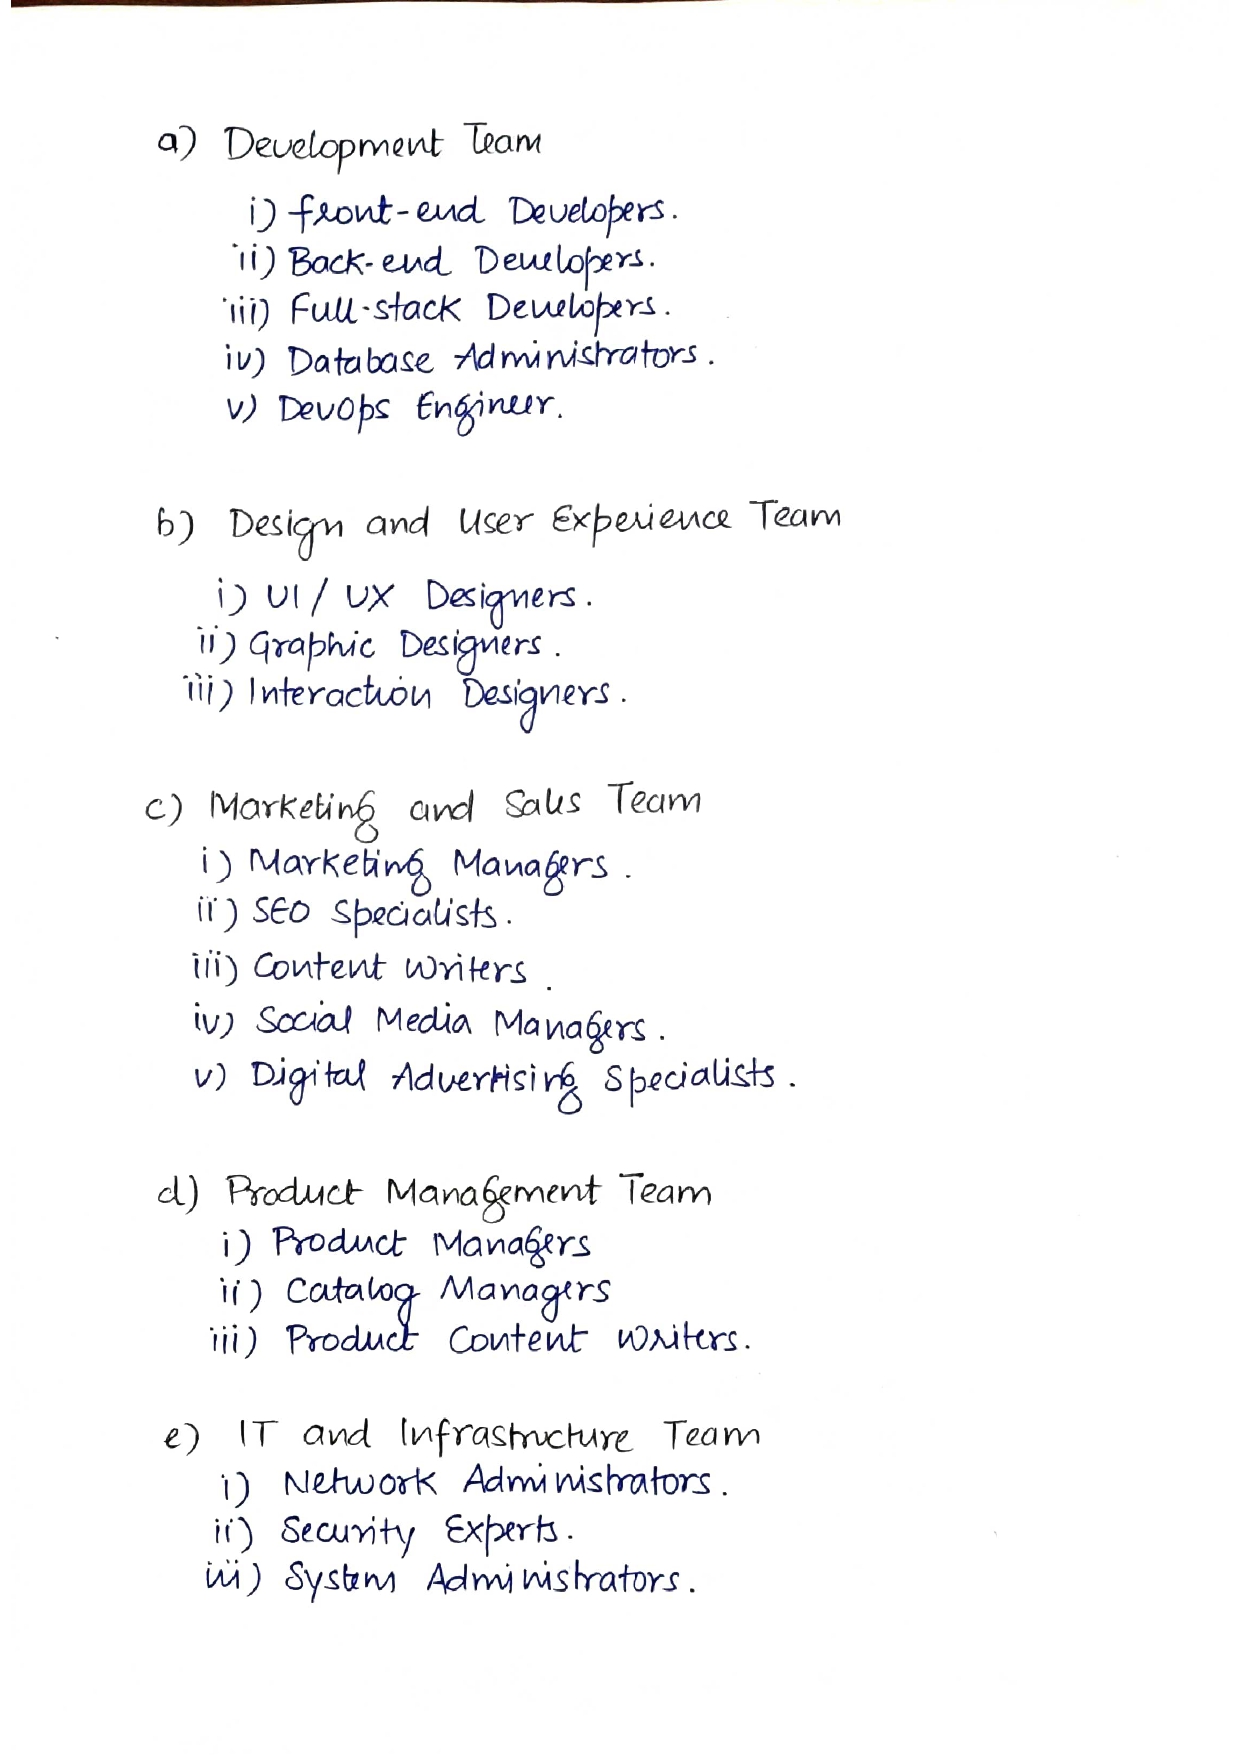 a) Development Team
i) front-end Developers.
ii) Back-end Developers.
iii) Full-stack Developers.
iv) Database Administrators.
v) DevOps Engineer.
b) Design and User Experience Team
i) UI / UX Designers.
ii) Graphic Designers.
iii) Interaction Designers.
c) Marketing and Sales Team
i) Marketing Managers.
ii) SEO Specialists.
iii) Content Writers.
iv) Social Media Managers.
v) Digital Advertising Specialists.
d) Product Management Team
i) Product Managers
ii) Catalog Managers
iii) Product Content Writers.
e) IT and Infrastructure Team
i) Network Administrators.
ii) Security Experts.
iii) System Administrators.